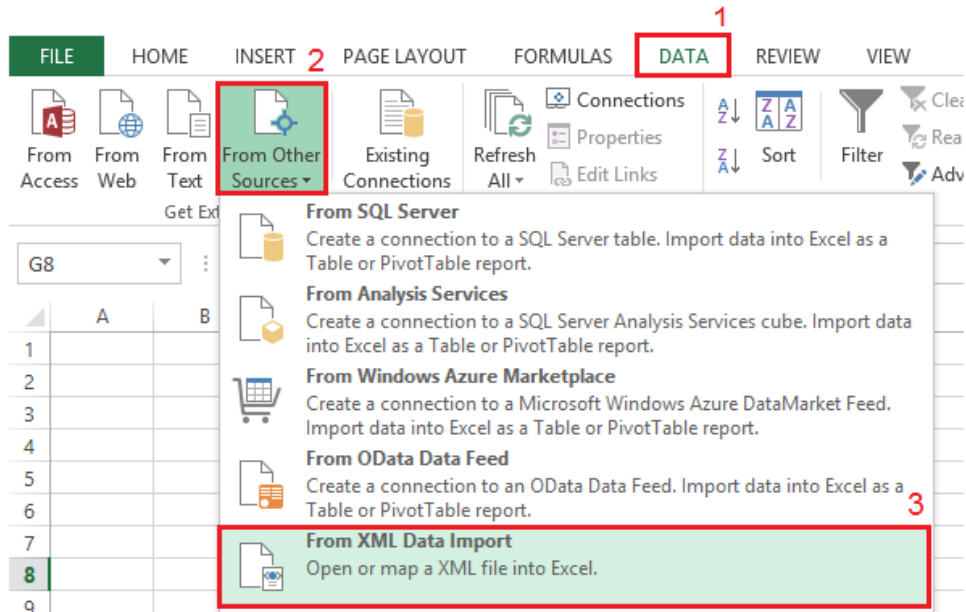 1
FILE HOME INSERT 2 PAGE LAYOUT FORMULAS DATA REVIEW VIEW
From Access
From Web
From Text
From Other Sources
Existing Connections
Refresh All
Connections
Properties
Edit Links
A Z
Z A
Z A
A Z
Sort
Filter
Clea
Rea
Adv
Get Ext
G8
A B
1
2
3
4
5
6
7
8
9
From SQL Server
Create a connection to a SQL Server table. Import data into Excel as a
Table or PivotTable report.
From Analysis Services
Create a connection to a SQL Server Analysis Services cube. Import data
into Excel as a Table or PivotTable report.
From Windows Azure Marketplace
Create a connection to a Microsoft Windows Azure DataMarket Feed.
Import data into Excel as a Table or PivotTable report.
From OData Data Feed
Create a connection to an OData Data Feed. Import data into Excel as a
Table or PivotTable report.
3
From XML Data Import
Open or map a XML file into Excel.